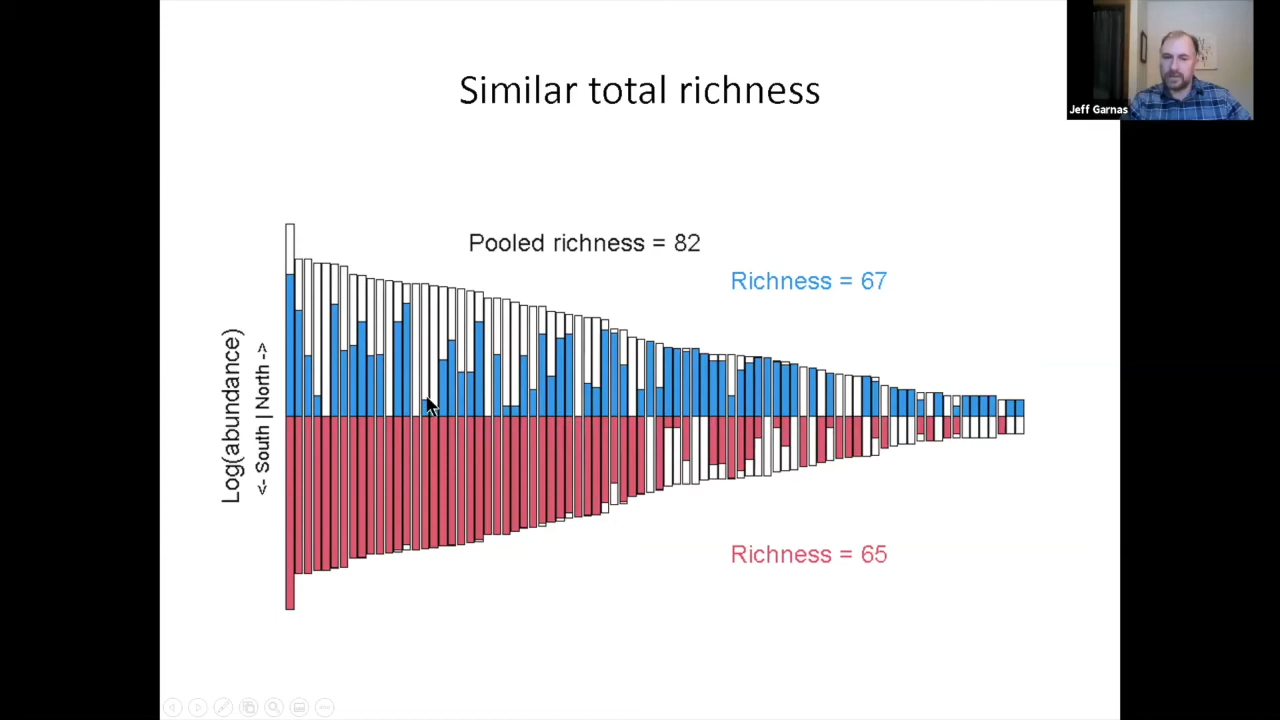 Similar total richness
Jeff Garnas
Pooled richness = 82
Richness = 67
Log(abundance)
<- South | North ->
Richness = 65